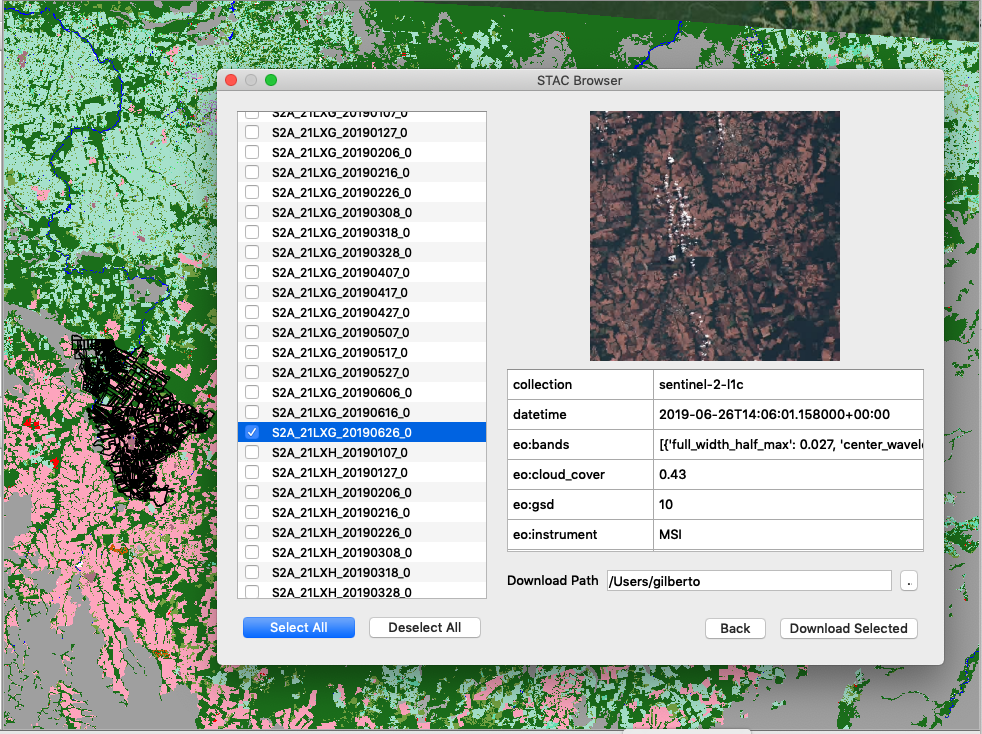 STAC Browser
S2A_21LXG_20190107_0
S2A_21LXG_20190127_0
S2A_21LXG_20190206_0
S2A_21LXG_20190216_0
S2A_21LXG_20190226_0
S2A_21LXG_20190308_0
S2A_21LXG_20190318_0
S2A_21LXG_20190328_0
S2A_21LXG_20190407_0
S2A_21LXG_20190417_0
S2A_21LXG_20190427_0
S2A_21LXG_20190507_0
S2A_21LXG_20190517_0
S2A_21LXG_20190527_0
S2A_21LXG_20190606_0
S2A_21LXG_20190616_0
S2A_21LXG_20190626_0
S2A_21LXH_20190107_0
S2A_21LXH_20190127_0
S2A_21LXH_20190206_0
S2A_21LXH_20190216_0
S2A_21LXH_20190226_0
S2A_21LXH_20190308_0
S2A_21LXH_20190318_0
S2A_21LXH_20190328_0
collection sentinel-2-l1c
datetime 2019-06-26T14:06:01.158000+00:00
eo:bands [{'full_width_half_max': 0.027, 'center_wavele
eo:cloud_cover 0.43
eo:gsd 10
eo:instrument MSI
Download Path /Users/gilberto ..
Select All Deselect All Back Download Selected